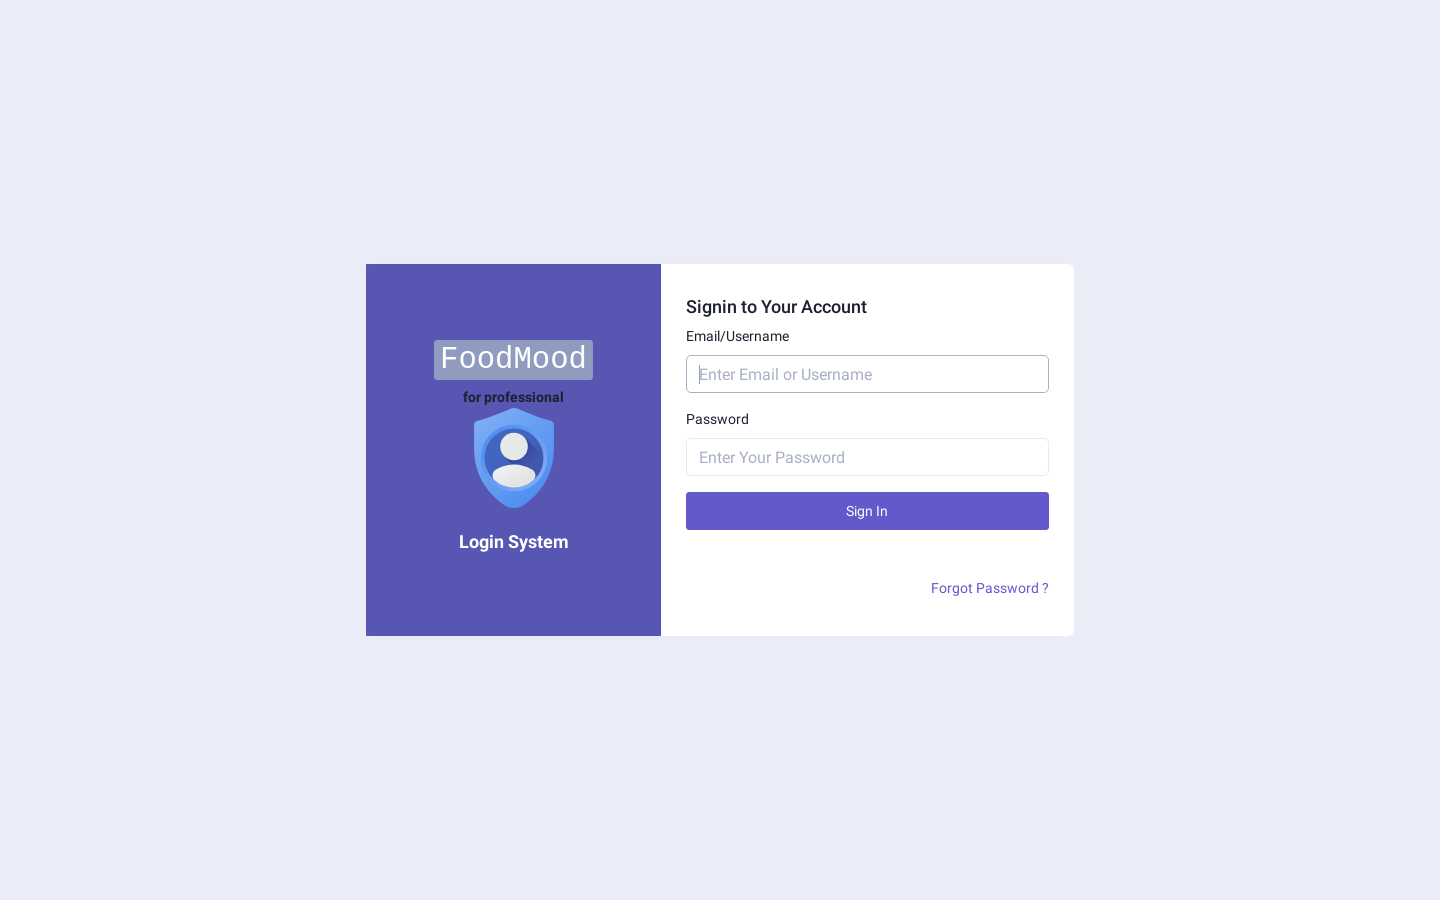 FoodMood
for professional
Login System
Signin to Your Account
Email/Username
Enter Email or Username
Password
Enter Your Password
Sign In
Forgot Password ?